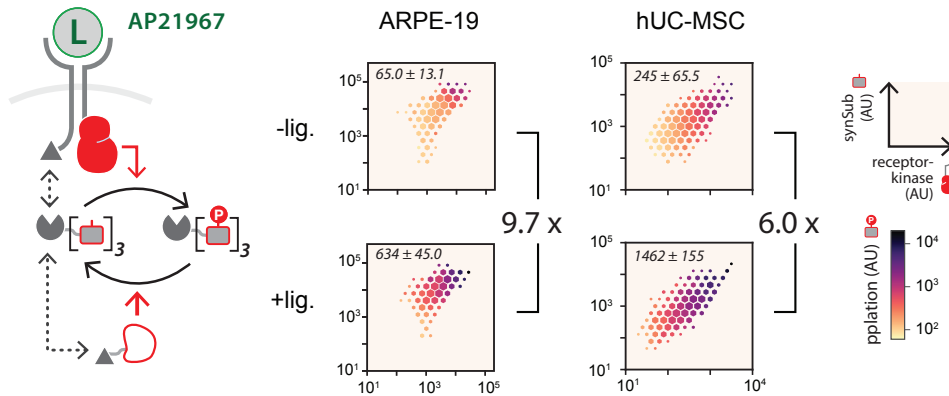 L
AP21967
P
3
3
ARPE-19
hUC-MSC
-lig.
+lig.
65.0 ± 13.1
10⁵
10³
10¹
245 ± 65.5
10⁵
10³
10¹
9.7 x
6.0 x
634 ± 45.0
10⁵
10³
10¹
10¹
10³
10⁵
1462 ± 155
10⁵
10³
10¹
10¹
10⁴
synSub
(AU)
receptor-
kinase
(AU)
P
pplation (AU)
10⁴
10³
10²